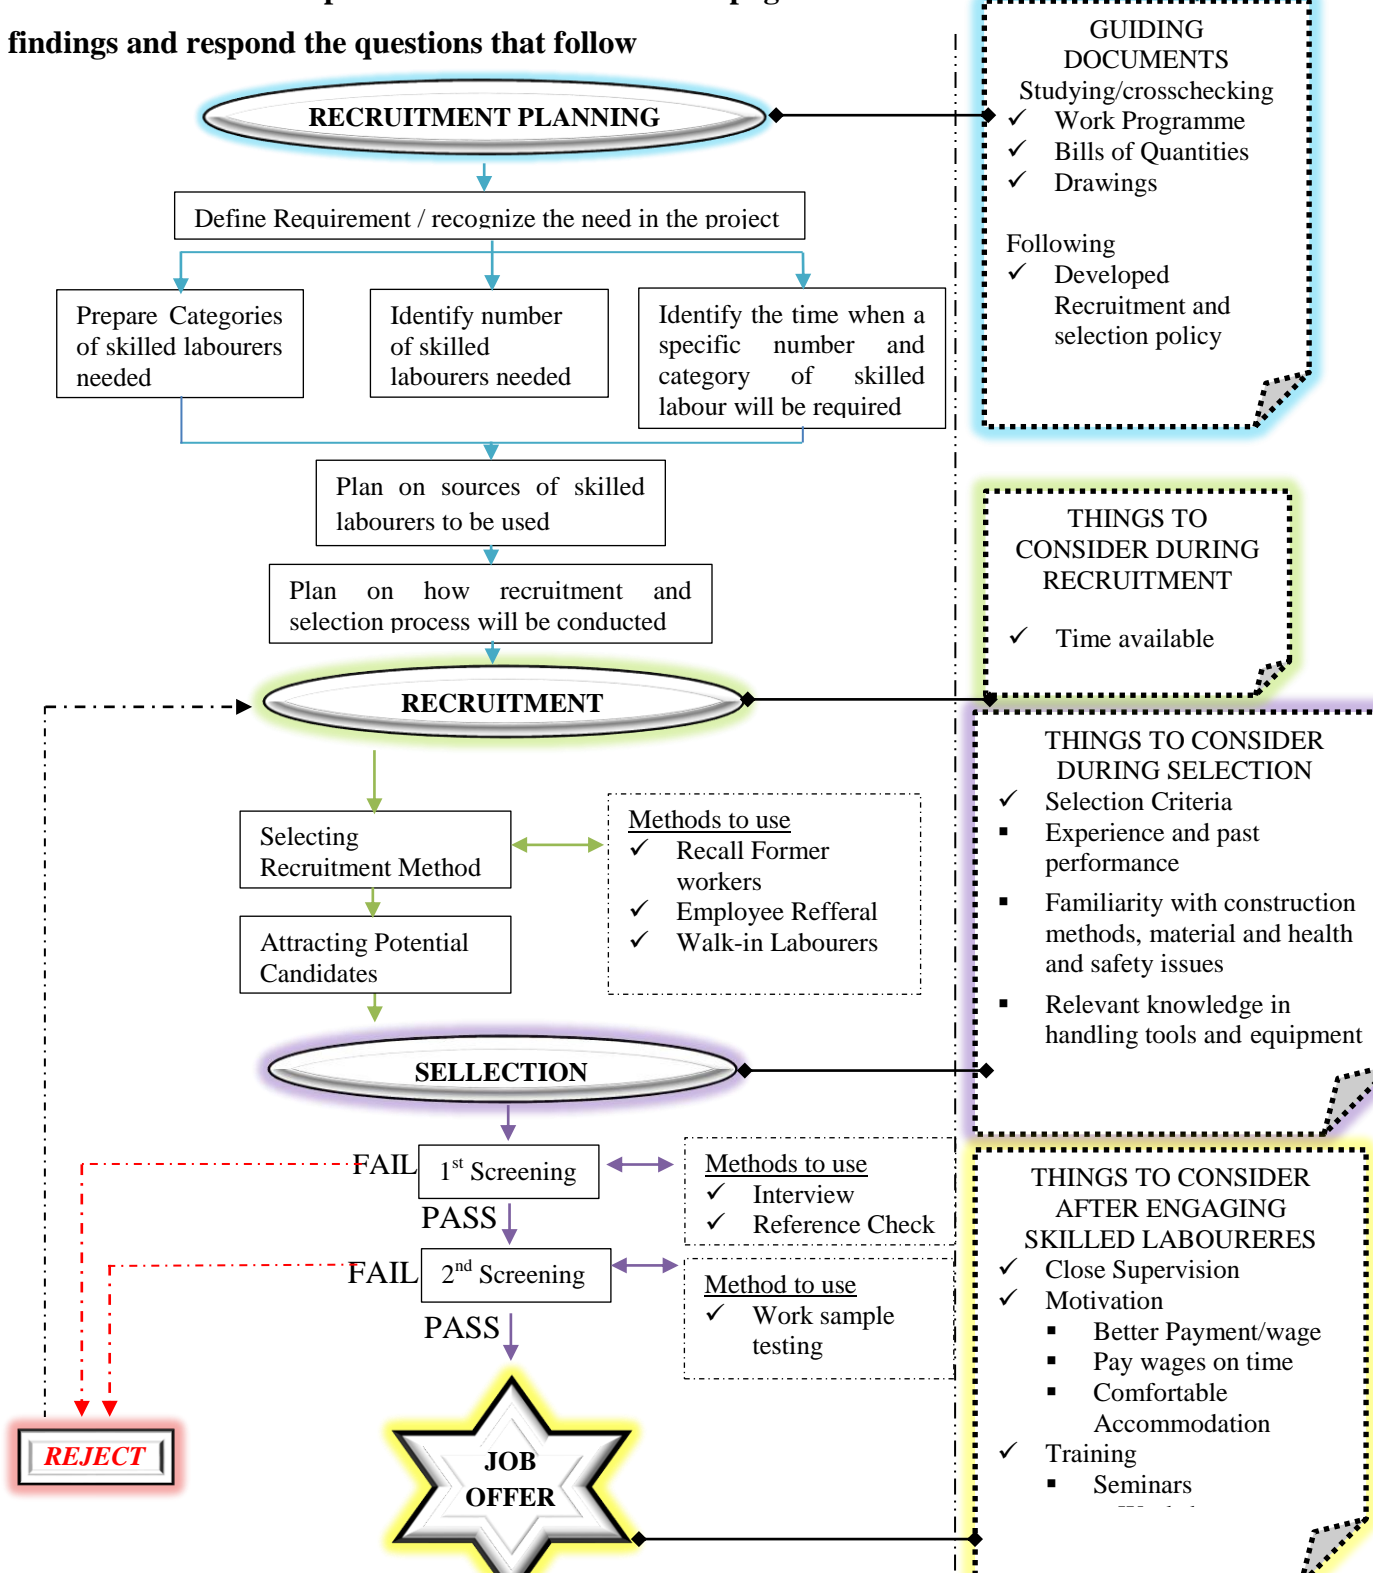 findings and respond the questions that follow
RECRUITMENT PLANNING
Define Requirement / recognize the need in the project
Prepare Categories
of skilled labourers
needed
Identify number
of skilled
labourers needed
Identify the time when a
specific number and
category of skilled
labour will be required
Plan on sources of skilled
labourers to be used
Plan on how recruitment and
selection process will be conducted
RECRUITMENT
Selecting
Recruitment Method
Methods to use
✓ Recall Former
workers
✓ Employee Refferal
✓ Walk-in Labourers
Attracting Potential
Candidates
SELLECTION
FAIL
1st Screening
Methods to use
✓ Interview
✓ Reference Check
PASS
FAIL
2nd Screening
Method to use
✓ Work sample
testing
PASS
REJECT
JOB
OFFER
GUIDING
DOCUMENTS
Studying/crosschecking
✓ Work Programme
✓ Bills of Quantities
✓ Drawings
Following
✓ Developed
Recruitment and
selection policy
THINGS TO
CONSIDER DURING
RECRUITMENT
✓ Time available
THINGS TO CONSIDER
DURING SELECTION
✓ Selection Criteria
▪ Experience and past
performance
▪ Familiarity with construction
methods, material and health
and safety issues
▪ Relevant knowledge in
handling tools and equipment
THINGS TO CONSIDER
AFTER ENGAGING
SKILLED LABOURERES
✓ Close Supervision
✓ Motivation
▪ Better Payment/wage
▪ Pay wages on time
▪ Comfortable
Accommodation
✓ Training
▪ Seminars